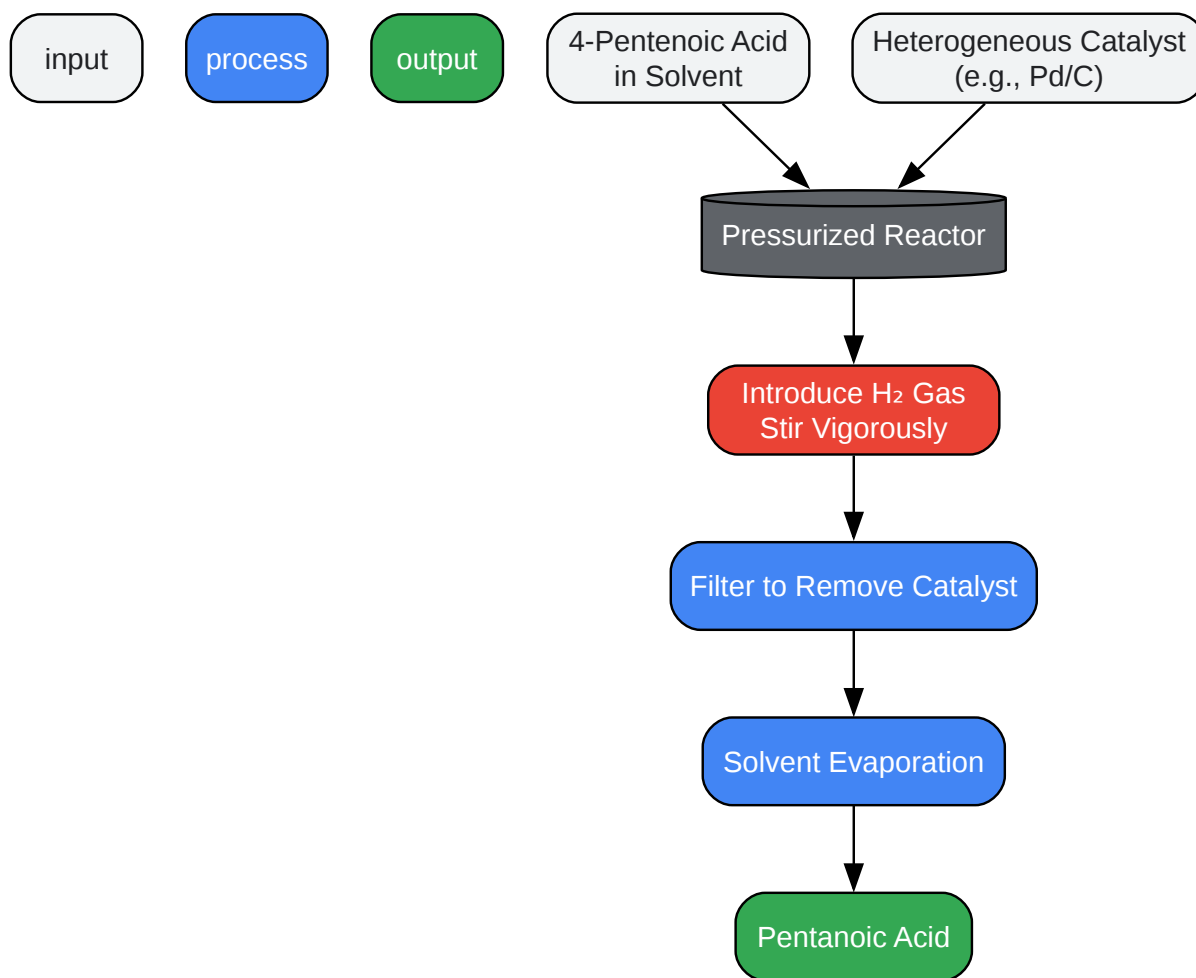 input
process
output
4-Pentenoic Acid
in Solvent
Heterogeneous Catalyst
(e.g., Pd/C)
Pressurized Reactor
Introduce H₂ Gas
Stir Vigorously
Filter to Remove Catalyst
Solvent Evaporation
Pentanoic Acid